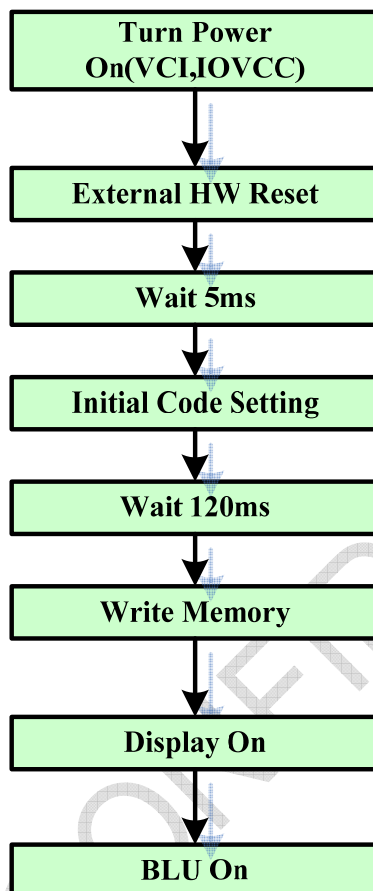 Turn Power
On(VCI,IOVCC)
External HW Reset
Wait 5ms
Initial Code Setting
Wait 120ms
Write Memory
Display On
BLU On